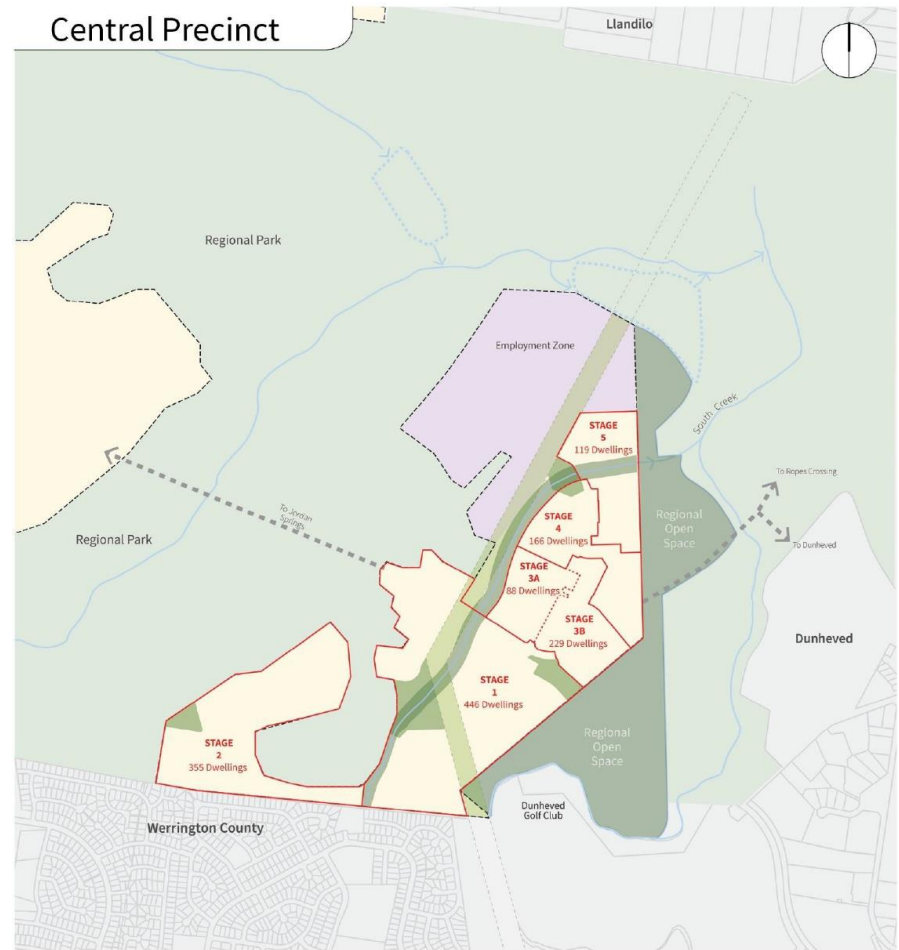 Central Precinct
Llandilo
Regional Park
Employment Zone
South Creek
STAGE
5
119 Dwellings
To Ropes Crossing
To Jordan
Springs
STAGE
4
166 Dwellings
Regional
Open
Space
Regional Park
To Dunheved
STAGE
3A
88 Dwellings
STAGE
3B
229 Dwellings
Dunheved
STAGE
1
446 Dwellings
STAGE
2
355 Dwellings
Regional
Open
Space
Dunheved
Golf Club
Werrington County